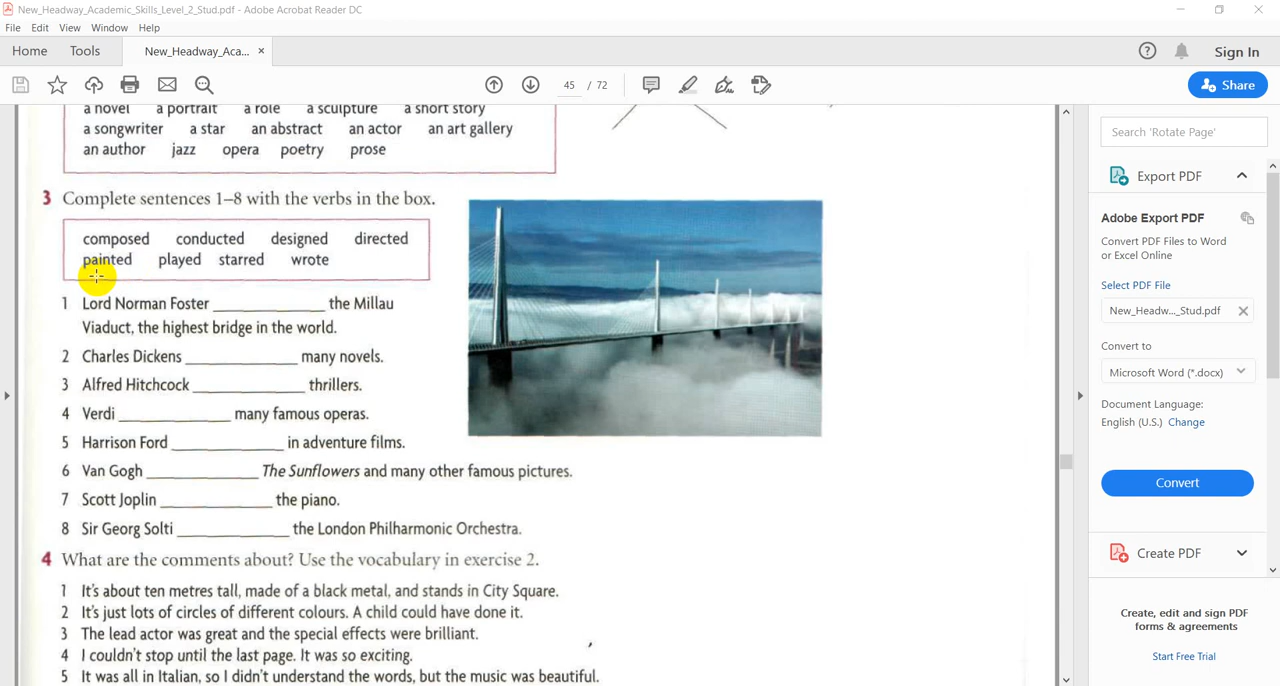 New_Headway_Academic_Skills_Level_2_Stud.pdf - Adobe Acrobat Reader DC
File Edit View Window Help
Home Tools New_Headway_Aca... × Sign In
45 / 72 Share
a novel a portrait a role a sculpture a short story
a songwriter a star an abstract an actor an art gallery
an author jazz opera poetry prose
3 Complete sentences 1–8 with the verbs in the box.
composed conducted designed directed
painted played starred wrote
1 Lord Norman Foster ____________ the Millau
Viaduct, the highest bridge in the world.
2 Charles Dickens ____________ many novels.
3 Alfred Hitchcock ____________ thrillers.
4 Verdi ____________ many famous operas.
5 Harrison Ford ____________ in adventure films.
6 Van Gogh ____________ The Sunflowers and many other famous pictures.
7 Scott Joplin ____________ the piano.
8 Sir Georg Solti ____________ the London Philharmonic Orchestra.
4 What are the comments about? Use the vocabulary in exercise 2.
1 It's about ten metres tall, made of a black metal, and stands in City Square.
2 It's just lots of circles of different colours. A child could have done it.
3 The lead actor was great and the special effects were brilliant.
4 I couldn't stop until the last page. It was so exciting.
5 It was all in Italian, so I didn't understand the words, but the music was beautiful.
Search 'Rotate Page'
Export PDF
Adobe Export PDF
Convert PDF Files to Word
or Excel Online
Select PDF File
New_Headw..._Stud.pdf
Convert to
Microsoft Word (*.docx)
Document Language:
English (U.S.) Change
Convert
Create PDF
Create, edit and sign PDF
forms & agreements
Start Free Trial